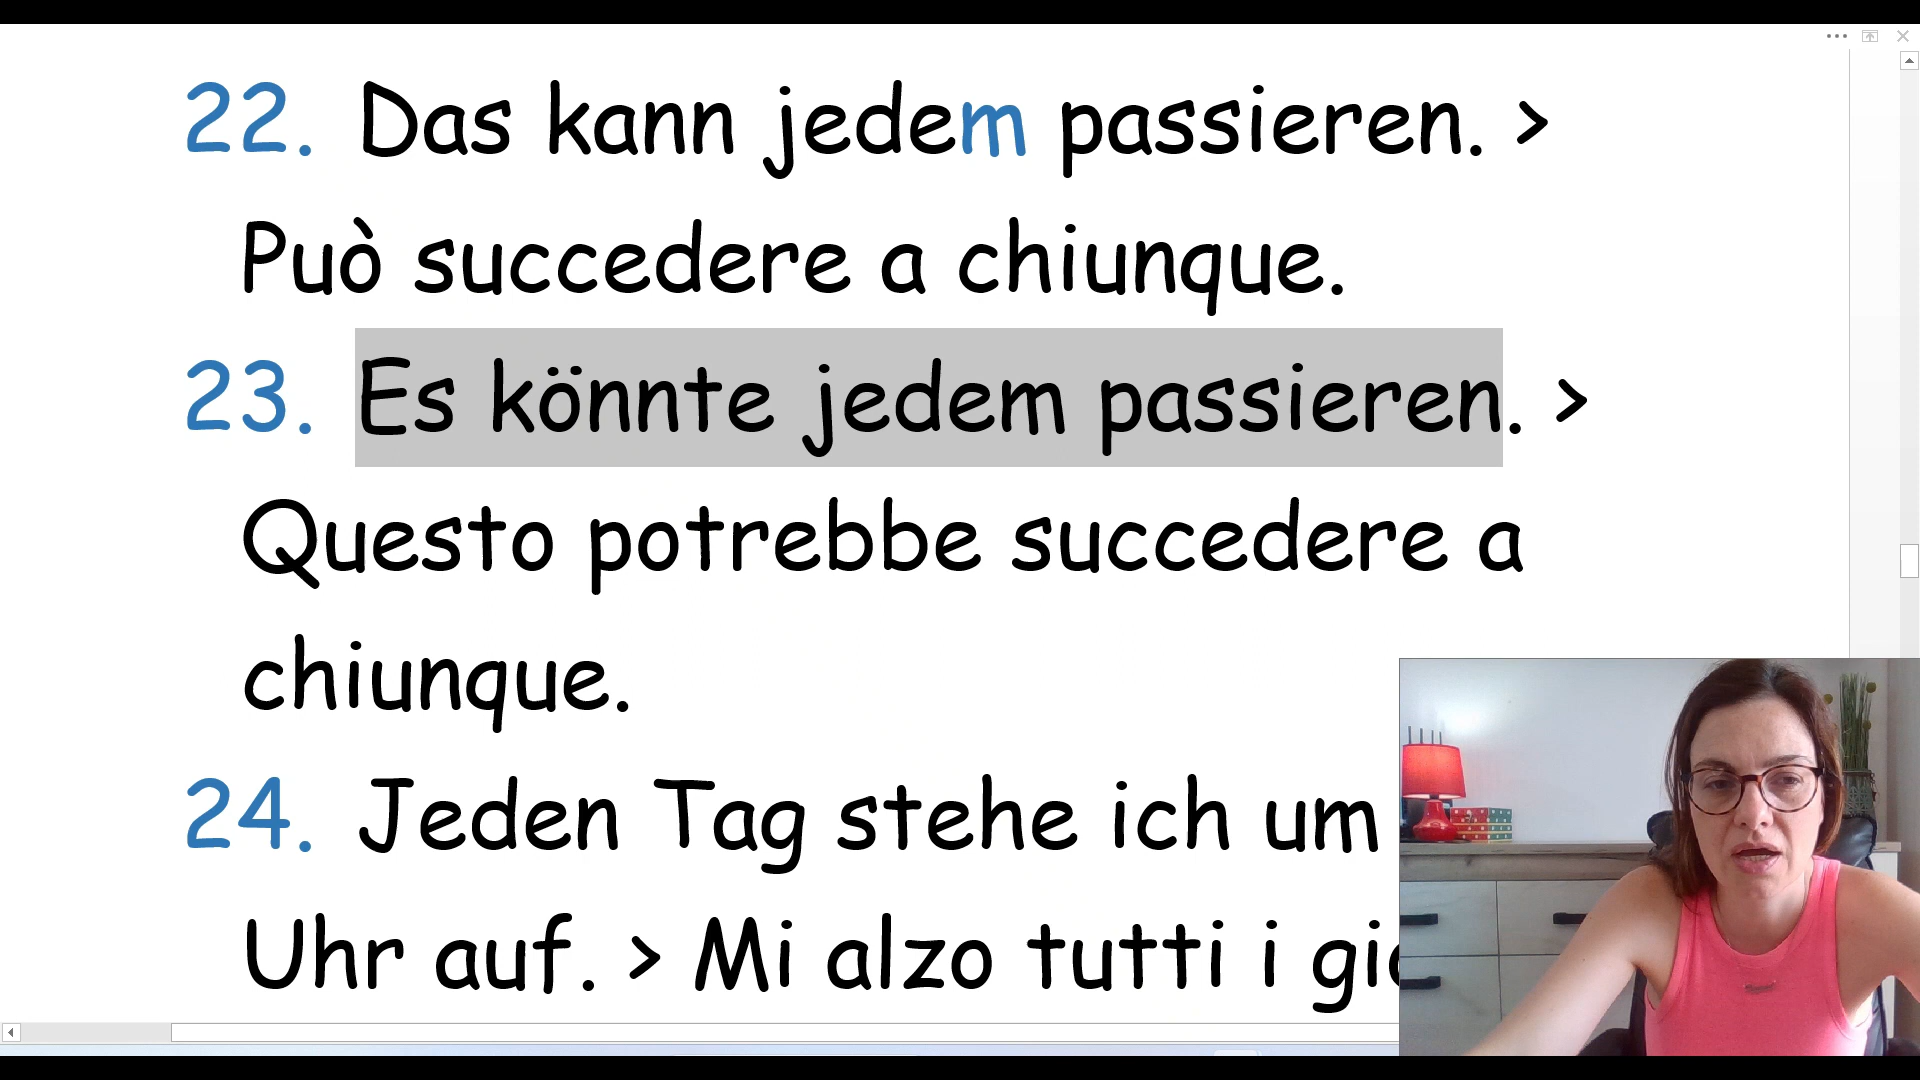 22. Das kann jedem passieren. >
Può succedere a chiunque.
23. Es könnte jedem passieren. >
Questo potrebbe succedere a
chiunque.
24. Jeden Tag stehe ich um
Uhr auf. > Mi alzo tutti i